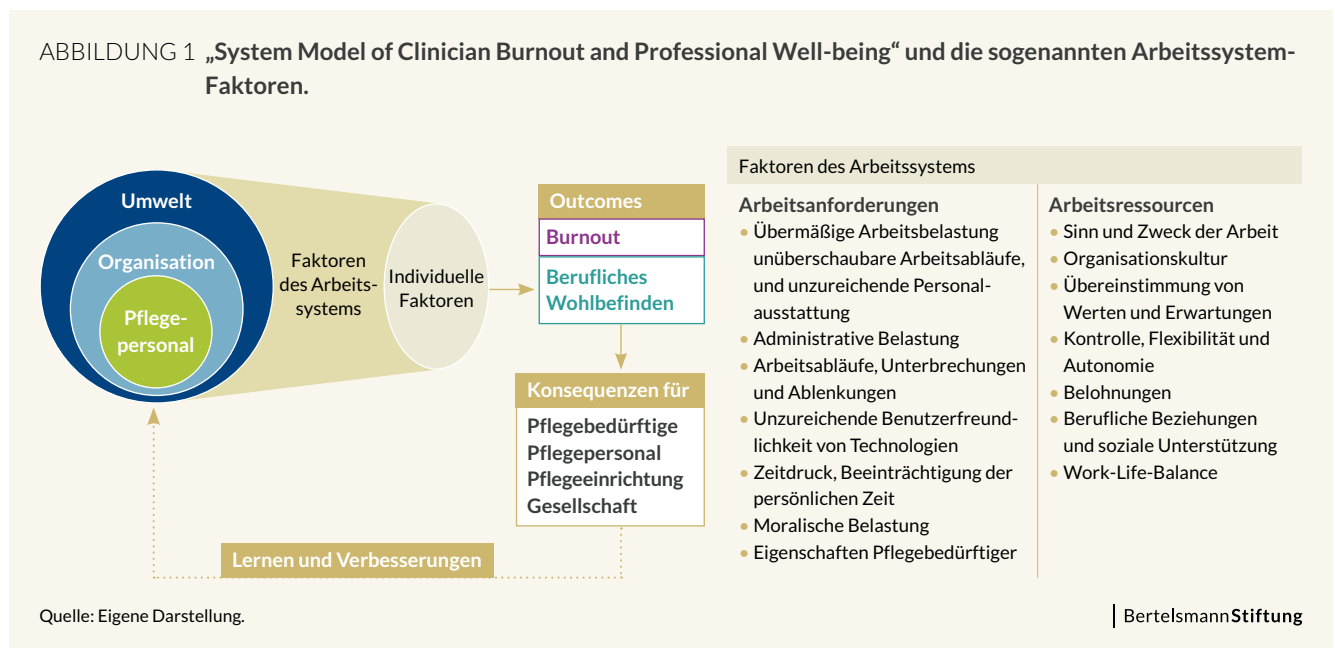 ABBILDUNG 1 „System Model of Clinician Burnout and Professional Well-being“ und die sogenannten Arbeitssystem-
Faktoren.
Umwelt
Organisation
Pflege-
personal
Faktoren
des Arbeits-
systems
Individuelle
Faktoren
Outcomes
Burnout
Berufliches
Wohlbefinden
Konsequenzen für
Pflegebedürftige
Pflegepersonal
Pflegeeinrichtung
Gesellschaft
Lernen und Verbesserungen
Faktoren des Arbeitssystems
Arbeitsanforderungen
• Übermäßige Arbeitsbelastung
unüberschaubare Arbeitsabläufe,
und unzureichende Personal-
ausstattung
• Administrative Belastung
• Arbeitsabläufe, Unterbrechungen
und Ablenkungen
• Unzureichende Benutzerfreund-
lichkeit von Technologien
• Zeitdruck, Beeinträchtigung der
persönlichen Zeit
• Moralische Belastung
• Eigenschaften Pflegebedürftiger
Arbeitsressourcen
• Sinn und Zweck der Arbeit
• Organisationskultur
• Übereinstimmung von
Werten und Erwartungen
• Kontrolle, Flexibilität und
Autonomie
• Belohnungen
• Berufliche Beziehungen
und soziale Unterstützung
• Work-Life-Balance
Quelle: Eigene Darstellung.
BertelsmannStiftung